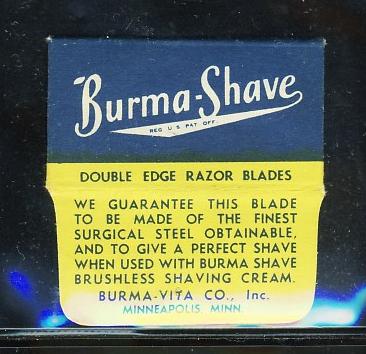 Burma-Shave
REG U S PAT OFF.
DOUBLE EDGE RAZOR BLADES
WE GUARANTEE THIS BLADE
TO BE MADE OF THE FINEST
SURGICAL STEEL OBTAINABLE,
AND TO GIVE A PERFECT SHAVE
WHEN USED WITH BURMA SHAVE
BRUSHLESS SHAVING CREAM.
BURMA-VITA CO., Inc.
MINNEAPOLIS, MINN.